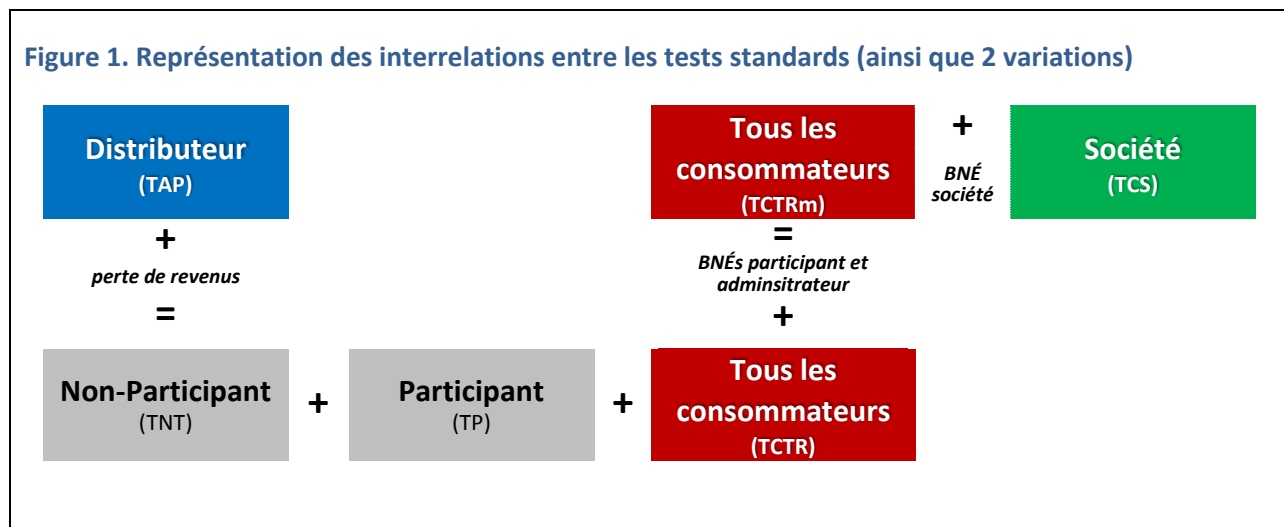 Figure 1. Représentation des interrelations entre les tests standards (ainsi que 2 variations)
Distributeur
(TAP)
+
perte de revenus
=
Tous les
consommateurs
(TCTRm)
+
BNÉ
société
Société
(TCS)
=
BNÉs participant et
adminsitrateur
+
Non-Participant
(TNT)
+
Participant
(TP)
+
Tous les
consommateurs
(TCTR)